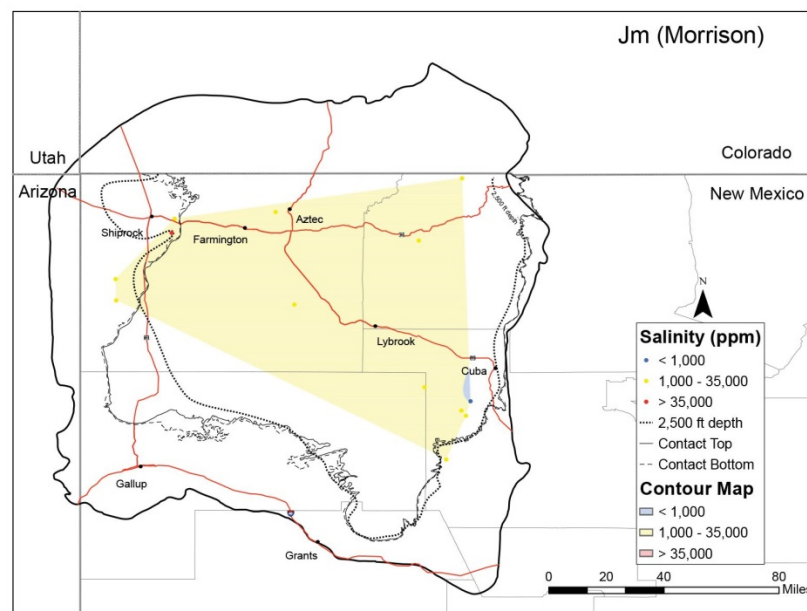 Jm (Morrison)
Utah
Colorado
Arizona
New Mexico
2,500 ft depth
Shiprock
Farmington
Aztec
Lybrook
Cuba
Gallup
Grants
N
Salinity (ppm)
< 1,000
1,000 - 35,000
> 35,000
2,500 ft depth
Contact Top
Contact Bottom
Contour Map
< 1,000
1,000 - 35,000
> 35,000
0 20 40 60 80
Miles